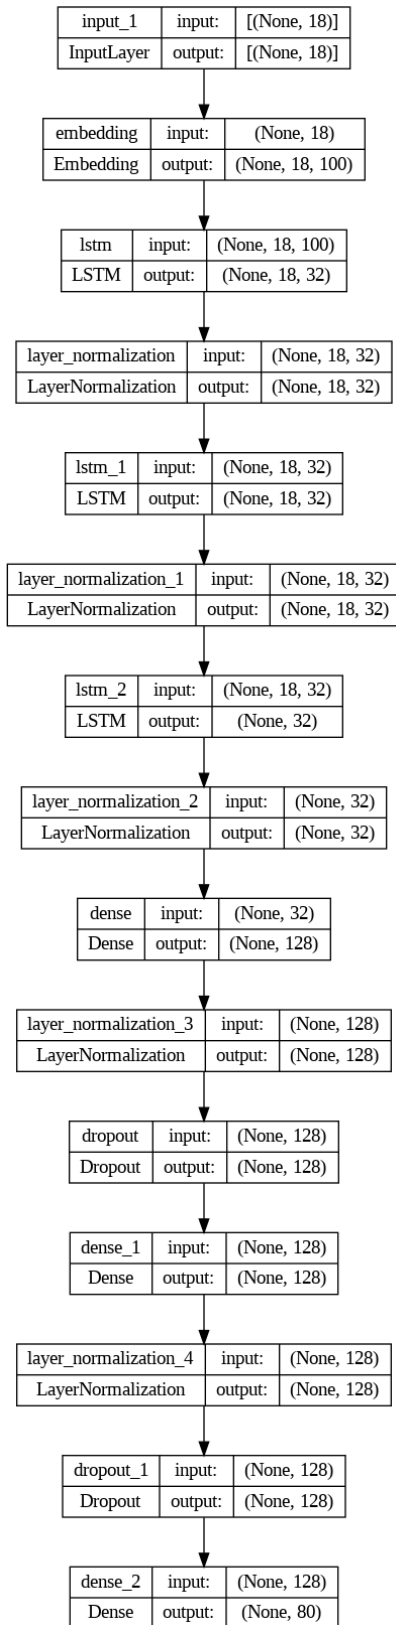 input_1 input: [(None, 18)]
InputLayer output: [(None, 18)]
embedding input: (None, 18)
Embedding output: (None, 18, 100)
lstm input: (None, 18, 100)
LSTM output: (None, 18, 32)
layer_normalization input: (None, 18, 32)
LayerNormalization output: (None, 18, 32)
lstm_1 input: (None, 18, 32)
LSTM output: (None, 18, 32)
layer_normalization_1 input: (None, 18, 32)
LayerNormalization output: (None, 18, 32)
lstm_2 input: (None, 18, 32)
LSTM output: (None, 32)
layer_normalization_2 input: (None, 32)
LayerNormalization output: (None, 32)
dense input: (None, 32)
Dense output: (None, 128)
layer_normalization_3 input: (None, 128)
LayerNormalization output: (None, 128)
dropout input: (None, 128)
Dropout output: (None, 128)
dense_1 input: (None, 128)
Dense output: (None, 128)
layer_normalization_4 input: (None, 128)
LayerNormalization output: (None, 128)
dropout_1 input: (None, 128)
Dropout output: (None, 128)
dense_2 input: (None, 128)
Dense output: (None, 80)